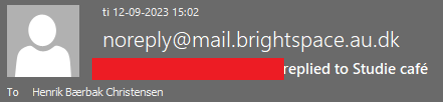 ti 12-09-2023 15:02
noreply@mail.brightspace.au.dk
replied to Studie café
To Henrik Bærbak Christensen